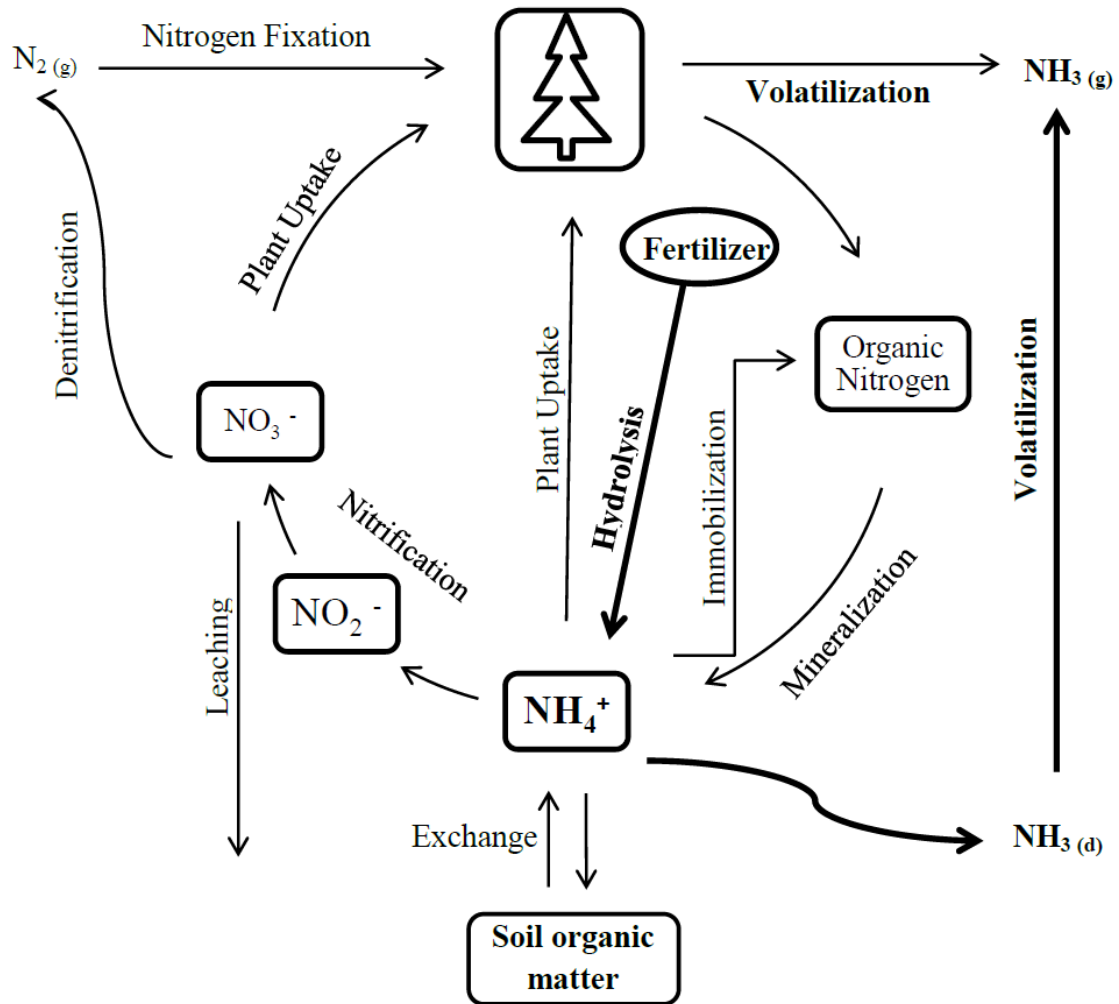 Nitrogen Fixation
N₂ (g)
Volatilization
NH₃ (g)
Plant Uptake
Denitrification
Fertilizer
Organic
Nitrogen
NO₃ -
Plant Uptake
Hydrolysis
Immobilization
Volatilization
Nitrification
NO₂ -
Mineralization
Leaching
NH₄⁺
Exchange
NH₃ (d)
Soil organic
matter